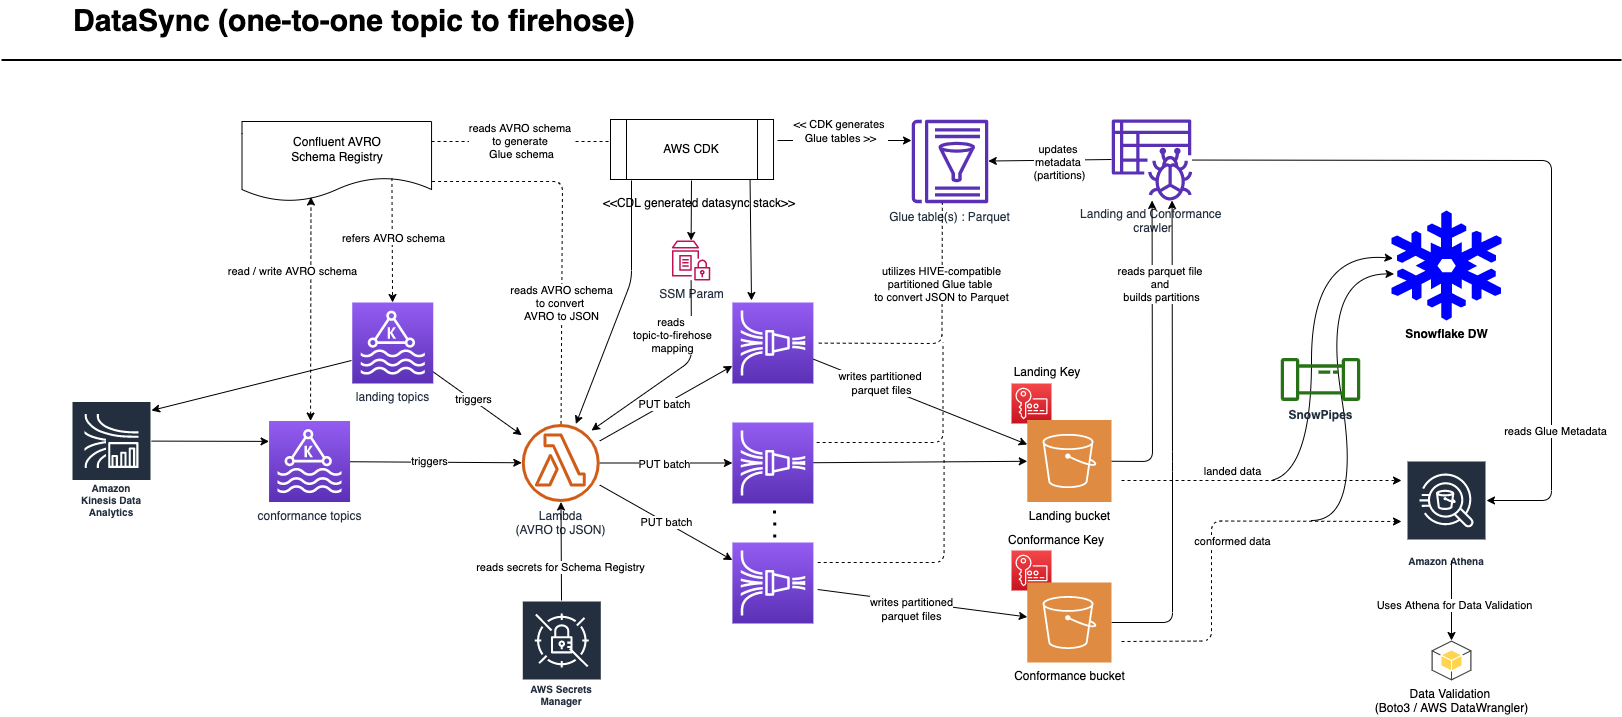 DataSync (one-to-one topic to firehose)
Confluent AVRO
Schema Registry
reads AVRO schema
to generate
Glue schema
AWS CDK
<< CDK generates
Glue tables >>
updates
metadata
(partitions)
<<CDL generated datasync stack>>
Glue table(s) : Parquet
Landing and Conformance
crawler
refers AVRO schema
read / write AVRO schema
reads AVRO schema
to convert
AVRO to JSON
SSM Param
reads
topic-to-firehose
mapping
utilizes HIVE-compatible
partitioned Glue table
to convert JSON to Parquet
reads parquet file
and
builds partitions
Snowflake DW
K
landing topics
triggers
PUT batch
writes partitioned
parquet files
Landing Key
SnowPipes
reads Glue Metadata
Amazon
Kinesis Data
Analytics
K
conformance topics
triggers
PUT batch
landed data
Lambda
(AVRO to JSON)
PUT batch
Landing bucket
Conformance Key
conformed data
Amazon Athena
reads secrets for Schema Registry
writes partitioned
parquet files
Uses Athena for Data Validation
AWS Secrets
Manager
Conformance bucket
Data Validation
(Boto3 / AWS DataWrangler)